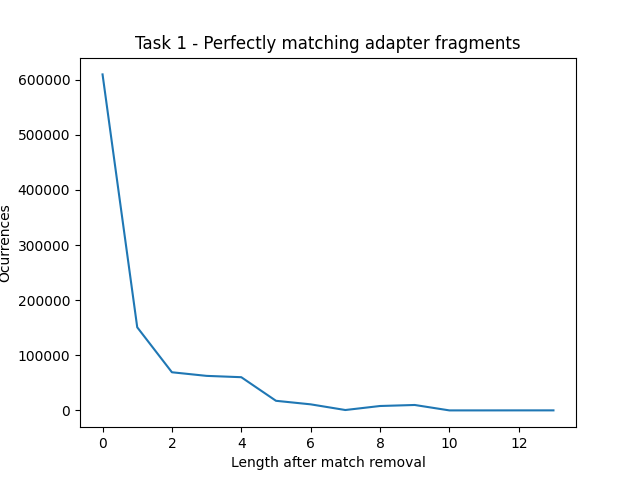 Task 1 - Perfectly matching adapter fragments
600000
500000
400000
300000
200000
100000
0
Ocurrences
0 2 4 6 8 10 12
Length after match removal